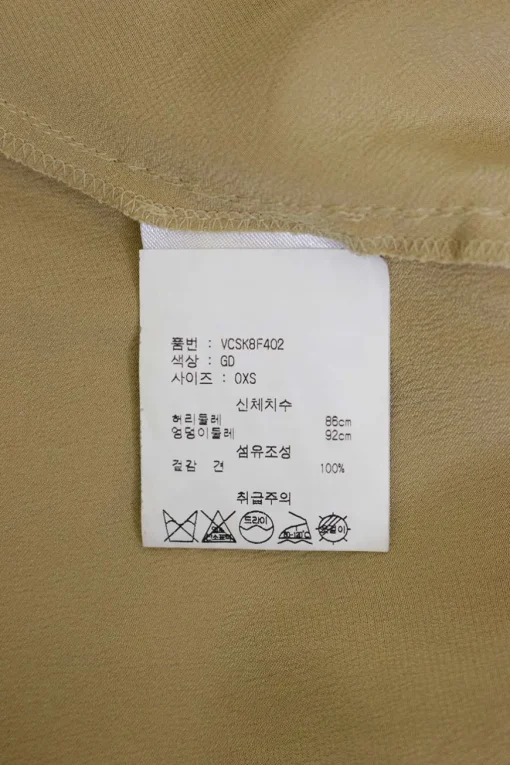 품번 : VCSK8F402
색상 : GD
사이즈 : 0XS
신체치수
허리둘레 86cm
엉덩이둘레 92cm
섬유조성
겉감 견 100%
취급주의
드라이